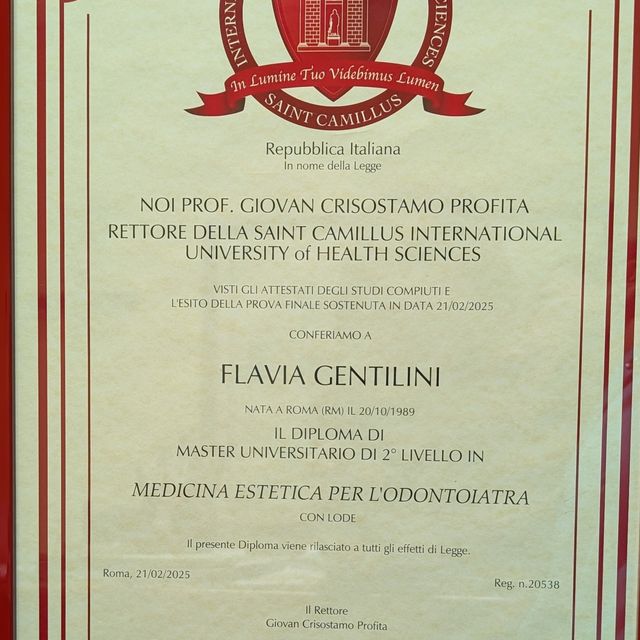 INTERN
CIENCES
In Lumine Tuo Videbimus Lumen
SAINT CAMILLUS
Repubblica Italiana
In nome della Legge
NOI PROF. GIOVAN CRISOSTAMO PROFITA
RETTORE DELLA SAINT CAMILLUS INTERNATIONAL
UNIVERSITY of HEALTH SCIENCES
VISTI GLI ATTESTATI DEGLI STUDI COMPIUTI E
L'ESITO DELLA PROVA FINALE SOSTENUTA IN DATA 21/02/2025
CONFERIAMO A
FLAVIA GENTILINI
NATA A ROMA (RM) IL 20/10/1989
IL DIPLOMA DI
MASTER UNIVERSITARIO DI 2° LIVELLO IN
MEDICINA ESTETICA PER L'ODONTOIATRA
CON LODE
Il presente Diploma viene rilasciato a tutti gli effetti di Legge.
Roma, 21/02/2025
Reg. n.20538
Il Rettore
Giovan Crisostamo Profita